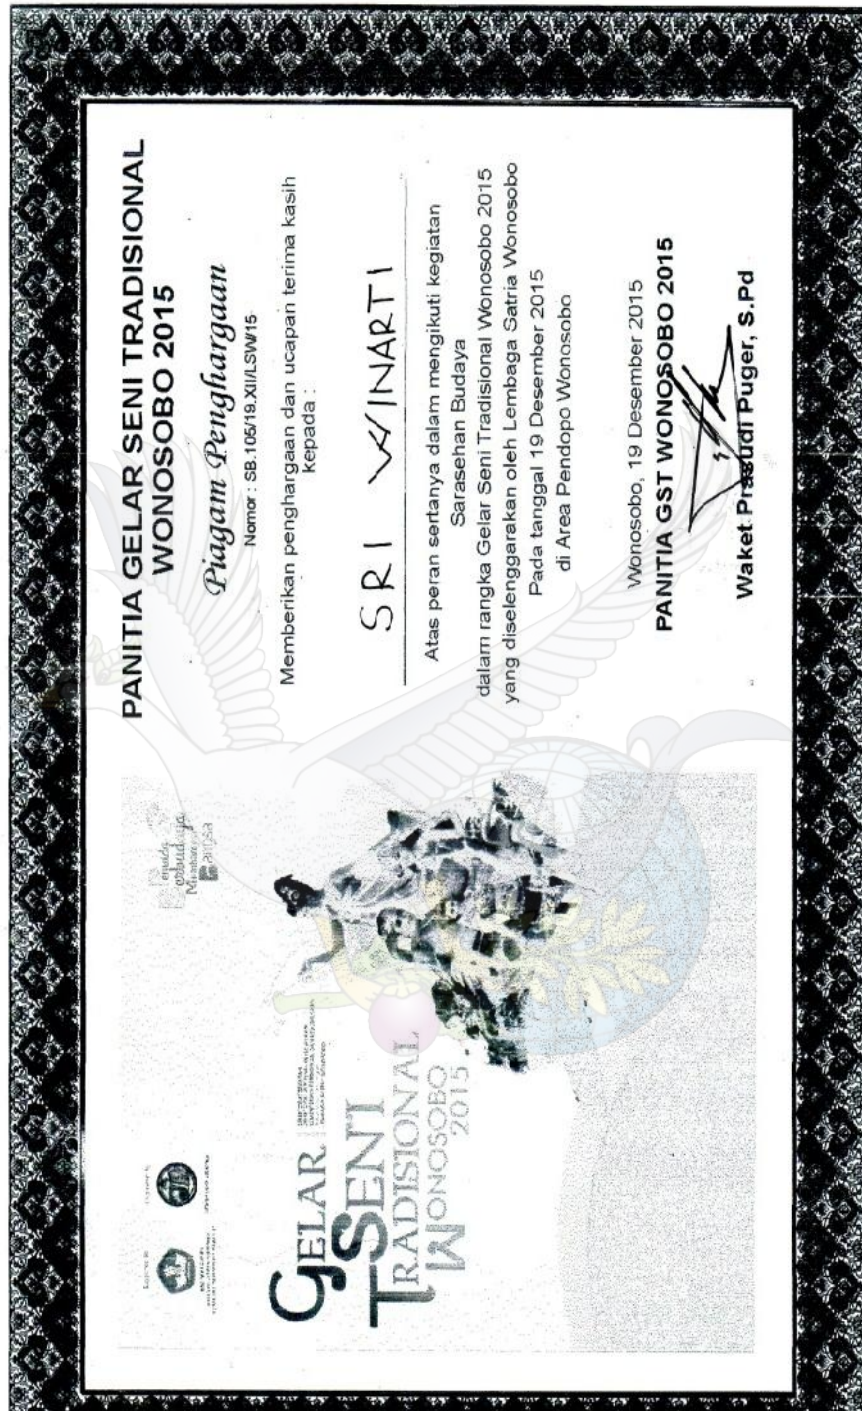 PANITIA GELAR SENI TRADISIONAL
WONOSOBO 2015
Piagam Penghargaan
Nomor : SB.105/19.XII/LSW/15
Memberikan penghargaan dan ucapan terima kasih
kepada :
SRI WINARTI
Atas peran sertanya dalam mengikuti kegiatan
Sarasehan Budaya
dalam rangka Gelar Seni Tradisional Wonosobo 2015
yang diselenggarakan oleh Lembaga Satria Wonosobo
Pada tanggal 19 Desember 2015
di Area Pendopo Wonosobo
Wonosobo, 19 Desember 2015
PANITIA GST WONOSOBO 2015
Waket Prasudi Puger, S.Pd
GELAR
SENI
TRADISIONAL
WONOSOBO
2015